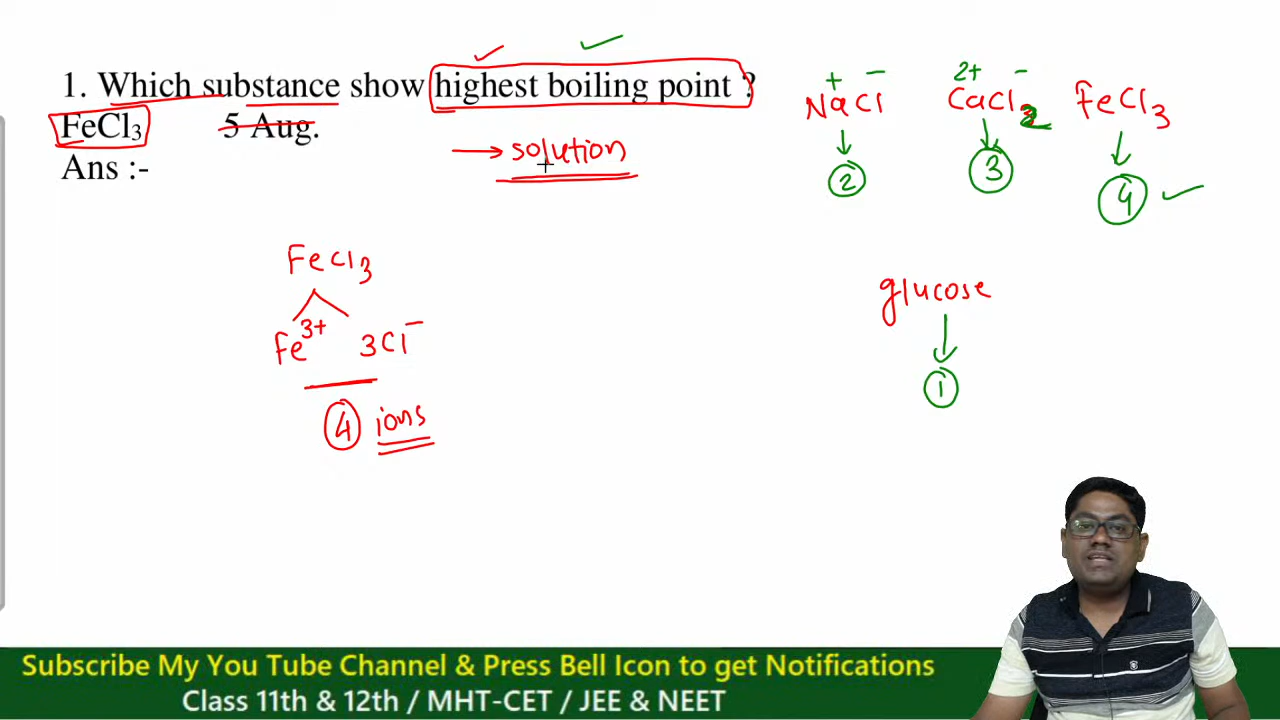 1. Which substance show highest boiling point ?
FeCl₃ 5 Aug.
→ solution
Ans :-
FeCl₃
Fe³⁺ 3Cl⁻
4 ions
+ −
NaCl
2
2+ −
CaCl₂
3
FeCl₃
4
glucose
1
Subscribe My You Tube Channel & Press Bell Icon to get Notifications
Class 11th & 12th / MHT-CET / JEE & NEET